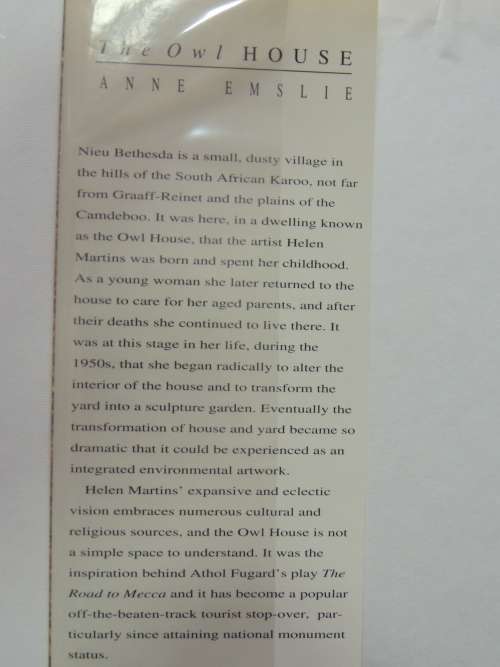 The Owl HOUSE
ANNE EMSLIE
Nieu Bethesda is a small, dusty village in
the hills of the South African Karoo, not far
from Graaff-Reinet and the plains of the
Camdeboo. It was here, in a dwelling known
as the Owl House, that the artist Helen
Martins was born and spent her childhood.
As a young woman she later returned to the
house to care for her aged parents, and after
their deaths she continued to live there. It
was at this stage in her life, during the
1950s, that she began radically to alter the
interior of the house and to transform the
yard into a sculpture garden. Eventually the
transformation of house and yard became so
dramatic that it could be experienced as an
integrated environmental artwork.
Helen Martins' expansive and eclectic
vision embraces numerous cultural and
religious sources, and the Owl House is not
a simple space to understand. It was the
inspiration behind Athol Fugard's play The
Road to Mecca and it has become a popular
off-the-beaten-track tourist stop-over, par-
ticularly since attaining national monument
status.